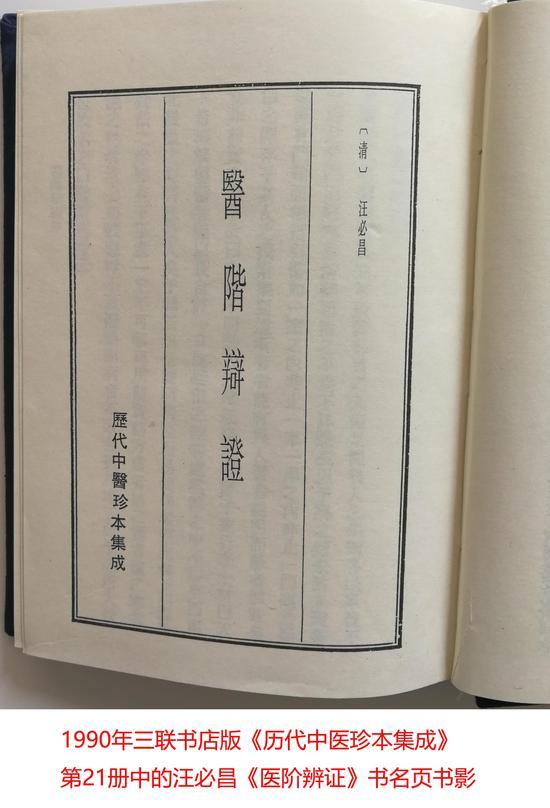 〔清〕 汪必昌
醫階辯證
歷代中醫珍本集成
1990年三联书店版《历代中医珍本集成》
第21册中的汪必昌《医阶辨证》书名页书影